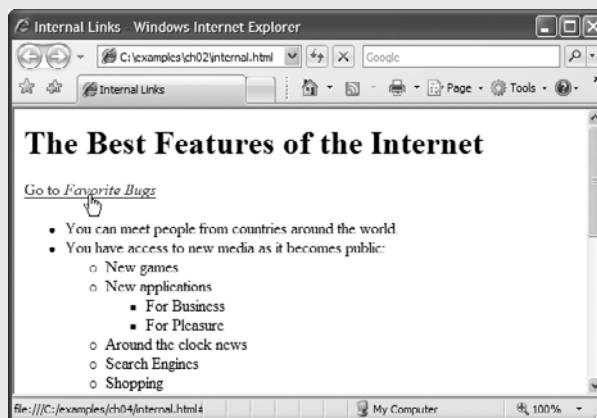 Internal Links - Windows Internet Explorer
C:\examples\ch02\internal.html
Google
Internal Links
Page
Tools
The Best Features of the Internet
Go to Favorite Bugs
You can meet people from countries around the world.
You have access to new media as it becomes public:
New games
New applications
For Business
For Pleasure
Around the clock news
Search Engines
Shopping
file:///C:/examples/ch04/internal.html#
My Computer
100%